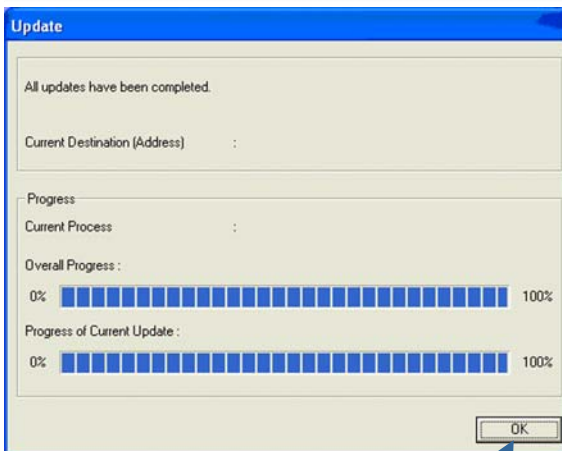 Update
All updates have been completed.
Current Destination (Address) :
Progress
Current Process :
Overall Progress :
0% 100%
Progress of Current Update :
0% 100%
OK